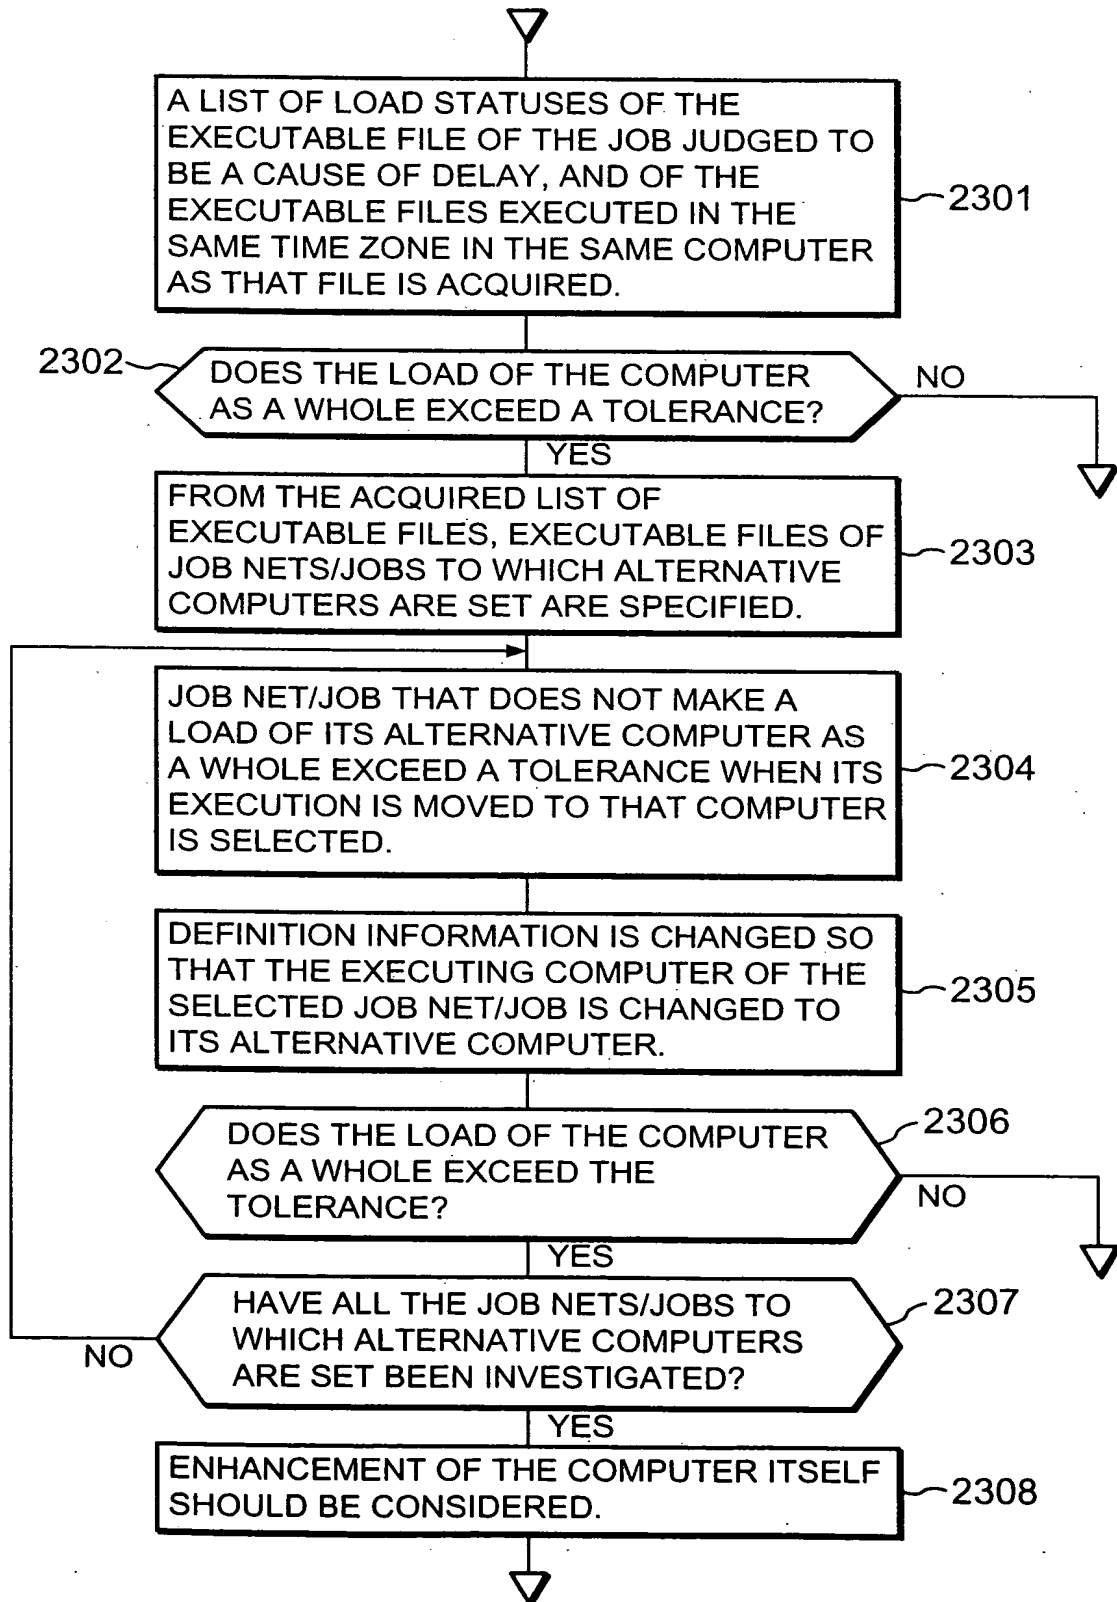 A LIST OF LOAD STATUSES OF THE
EXECUTABLE FILE OF THE JOB JUDGED TO
BE A CAUSE OF DELAY, AND OF THE
EXECUTABLE FILES EXECUTED IN THE
SAME TIME ZONE IN THE SAME COMPUTER
AS THAT FILE IS ACQUIRED.
2301
2302
DOES THE LOAD OF THE COMPUTER
AS A WHOLE EXCEED A TOLERANCE?
NO
YES
FROM THE ACQUIRED LIST OF
EXECUTABLE FILES, EXECUTABLE FILES OF
JOB NETS/JOBS TO WHICH ALTERNATIVE
COMPUTERS ARE SET ARE SPECIFIED.
2303
JOB NET/JOB THAT DOES NOT MAKE A
LOAD OF ITS ALTERNATIVE COMPUTER AS
A WHOLE EXCEED A TOLERANCE WHEN ITS
EXECUTION IS MOVED TO THAT COMPUTER
IS SELECTED.
2304
DEFINITION INFORMATION IS CHANGED SO
THAT THE EXECUTING COMPUTER OF THE
SELECTED JOB NET/JOB IS CHANGED TO
ITS ALTERNATIVE COMPUTER.
2305
DOES THE LOAD OF THE COMPUTER
AS A WHOLE EXCEED THE
TOLERANCE?
2306
NO
YES
HAVE ALL THE JOB NETS/JOBS TO
WHICH ALTERNATIVE COMPUTERS
ARE SET BEEN INVESTIGATED?
2307
NO
YES
ENHANCEMENT OF THE COMPUTER ITSELF
SHOULD BE CONSIDERED.
2308